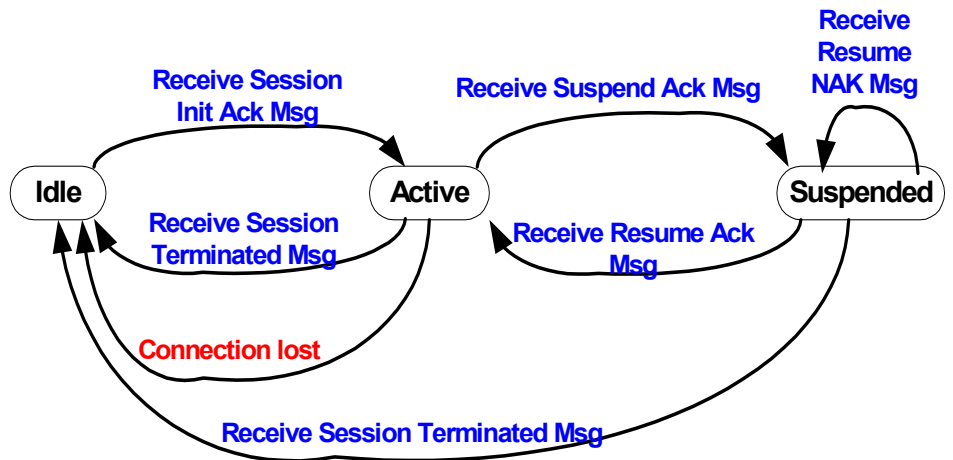 Receive
Resume
NAK Msg
Receive Session
Init Ack Msg
Receive Suspend Ack Msg
Idle
Active
Suspended
Receive Session
Terminated Msg
Receive Resume Ack
Msg
Connection lost
Receive Session Terminated Msg